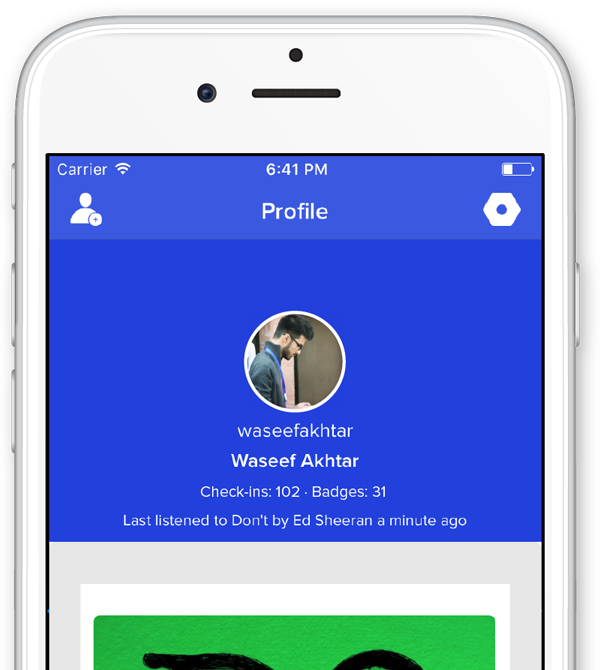 Carrier 6:41 PM
Profile
waseefakhtar
Waseef Akhtar
Check-ins: 102 · Badges: 31
Last listened to Don't by Ed Sheeran a minute ago